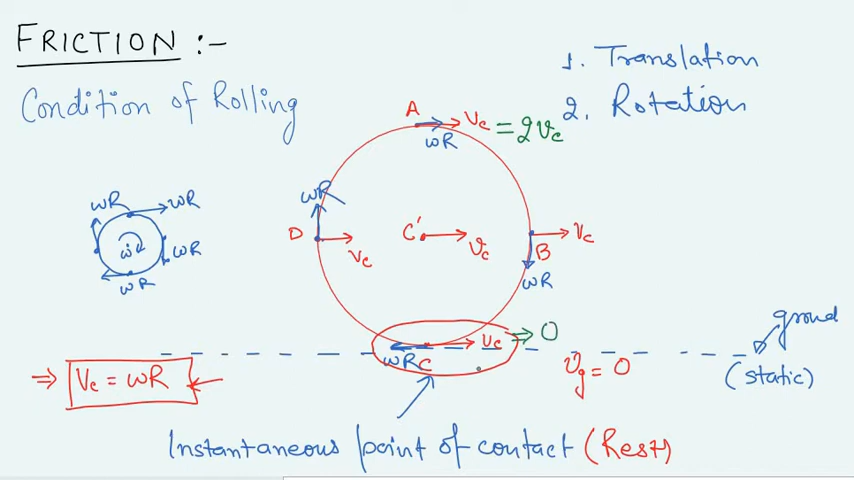 FRICTION :-
1. Translation
Condition of Rolling
2. Rotation
A
Vc = 2Vc
ωR
ωR
ωR
ωR
ω
ωR
ωR
D
Vc
C'
Vc
Vc
B
ωR
ground
Vc
0
ωR
C
Vg = 0
(static)
⇒ Vc = ωR
Instantaneous point of contact (Rest)